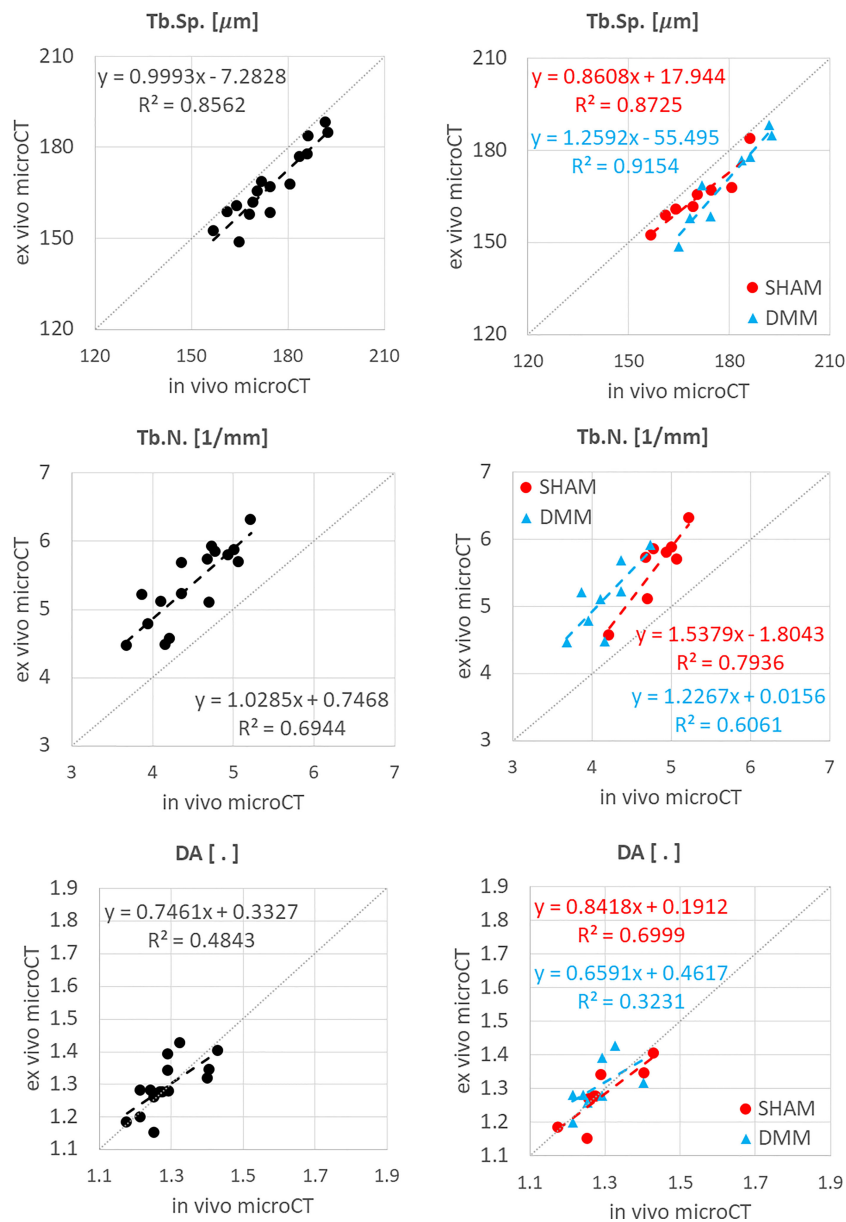 Tb.Sp. [μm]
210
180
150
120
y = 0.9993x - 7.2828
R² = 0.8562
120 150 180 210
in vivo microCT
ex vivo microCT
Tb.Sp. [μm]
210
180
150
120
y = 0.8608x + 17.944
R² = 0.8725
y = 1.2592x - 55.495
R² = 0.9154
SHAM
DMM
120 150 180 210
in vivo microCT
ex vivo microCT
Tb.N. [1/mm]
7
6
5
4
3
y = 1.0285x + 0.7468
R² = 0.6944
3 4 5 6 7
in vivo microCT
ex vivo microCT
Tb.N. [1/mm]
7
6
5
4
3
SHAM
DMM
y = 1.5379x - 1.8043
R² = 0.7936
y = 1.2267x + 0.0156
R² = 0.6061
3 4 5 6 7
in vivo microCT
ex vivo microCT
DA [ . ]
1.9
1.8
1.7
1.6
1.5
1.4
1.3
1.2
1.1
y = 0.7461x + 0.3327
R² = 0.4843
1.1 1.3 1.5 1.7 1.9
in vivo microCT
ex vivo microCT
DA [ . ]
1.9
1.8
1.7
1.6
1.5
1.4
1.3
1.2
1.1
y = 0.8418x + 0.1912
R² = 0.6999
y = 0.6591x + 0.4617
R² = 0.3231
SHAM
DMM
1.1 1.3 1.5 1.7 1.9
in vivo microCT
ex vivo microCT